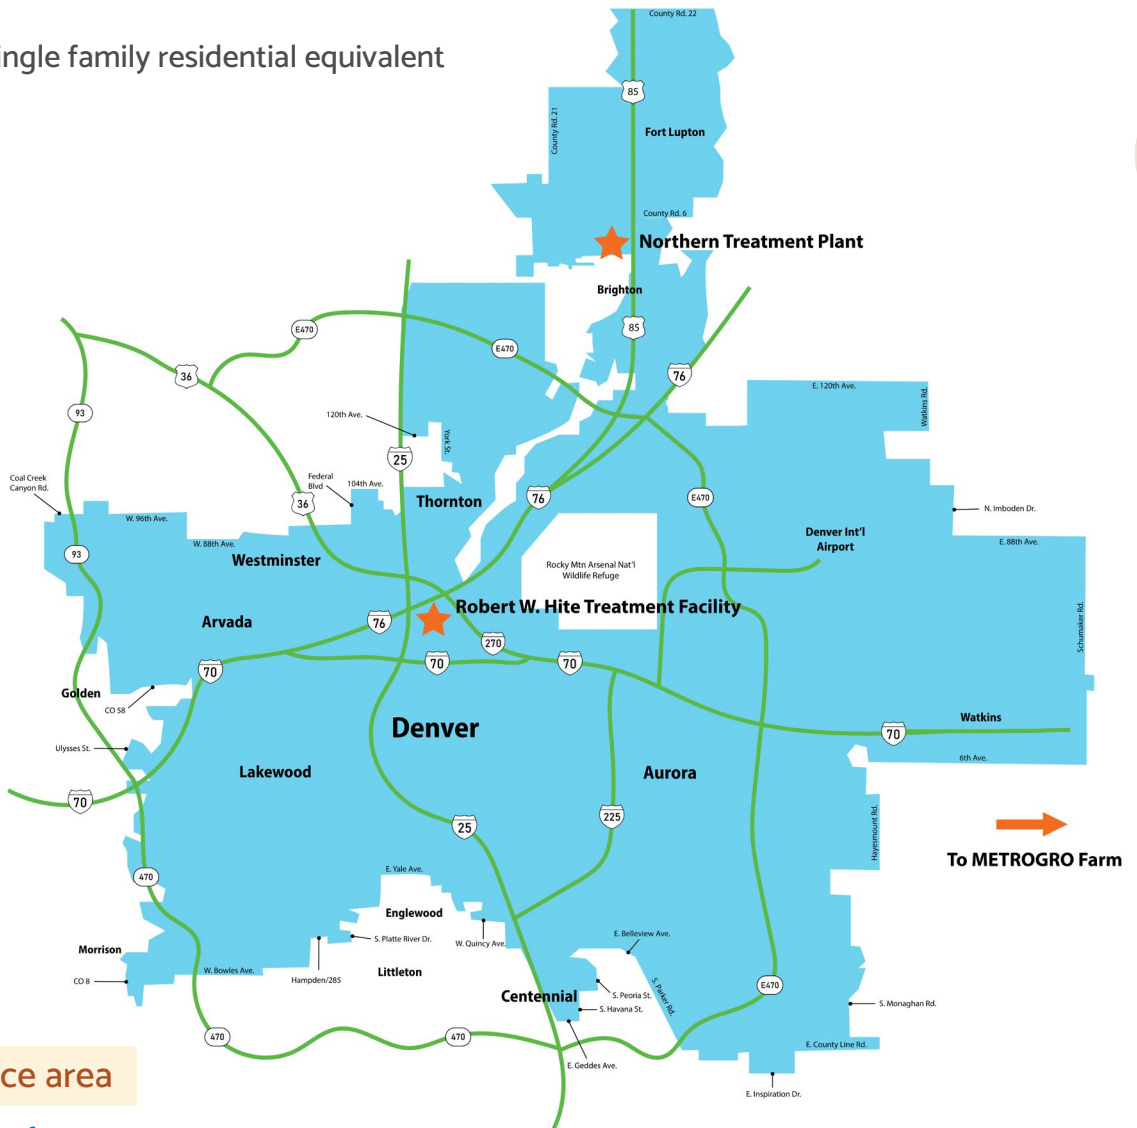 County Rd. 22
ingle family residential equivalent
85
County Rd. 21
Fort Lupton
County Rd. 6
Northern Treatment Plant
Brighton
E470
85
E470
36
76
E. 120th Ave.
Watkins Rd.
93
120th Ave.
York St.
25
Coal Creek
Canyon Rd.
Federal
Blvd
104th Ave.
36
Thornton
76
E470
N. Imboden Dr.
W. 96th Ave.
Denver Int'l
Airport
W. 88th Ave.
E. 88th Ave.
93
Westminster
Rocky Mtn Arsenal Nat'l
Wildlife Refuge
Robert W. Hite Treatment Facility
Arvada
76
Schumaker Rd.
270
70
70
70
Golden
CO 58
Denver
Watkins
70
Ulysses St.
6th Ave.
Lakewood
Aurora
70
225
25
Hayesmount Rd.
To METROGRO Farm
470
E. Yale Ave.
Englewood
S. Platte River Dr.
W. Quincy Ave.
E. Belleview Ave.
Morrison
CO 8
W. Bowles Ave.
Hampden/285
Littleton
Centennial
S. Peoria St.
S. Parker Rd.
E470
S. Havana St.
S. Monaghan Rd.
470
470
E. County Line Rd.
E. Geddes Ave.
ce area
E. Inspiration Dr.